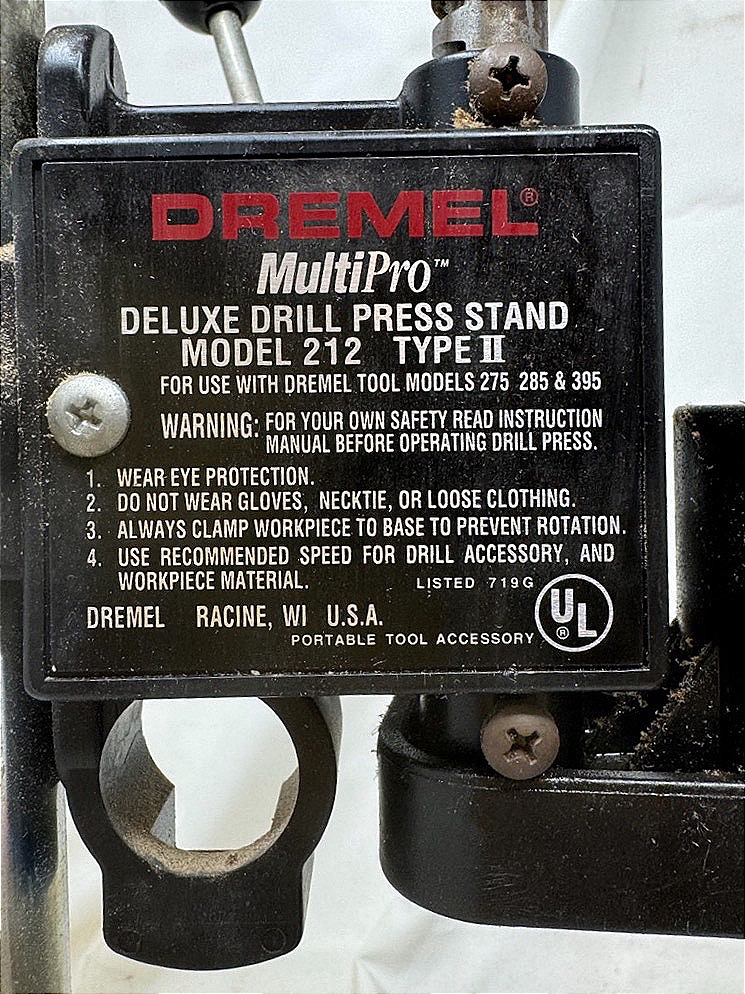 DREMEL®
MultiPro™
DELUXE DRILL PRESS STAND
MODEL 212 TYPE II
FOR USE WITH DREMEL TOOL MODELS 275 285 & 395
WARNING: FOR YOUR OWN SAFETY READ INSTRUCTION
MANUAL BEFORE OPERATING DRILL PRESS.
1. WEAR EYE PROTECTION.
2. DO NOT WEAR GLOVES, NECKTIE, OR LOOSE CLOTHING.
3. ALWAYS CLAMP WORKPIECE TO BASE TO PREVENT ROTATION.
4. USE RECOMMENDED SPEED FOR DRILL ACCESSORY, AND
WORKPIECE MATERIAL.
LISTED 719G
DREMEL RACINE, WI U.S.A.
PORTABLE TOOL ACCESSORY
UL®